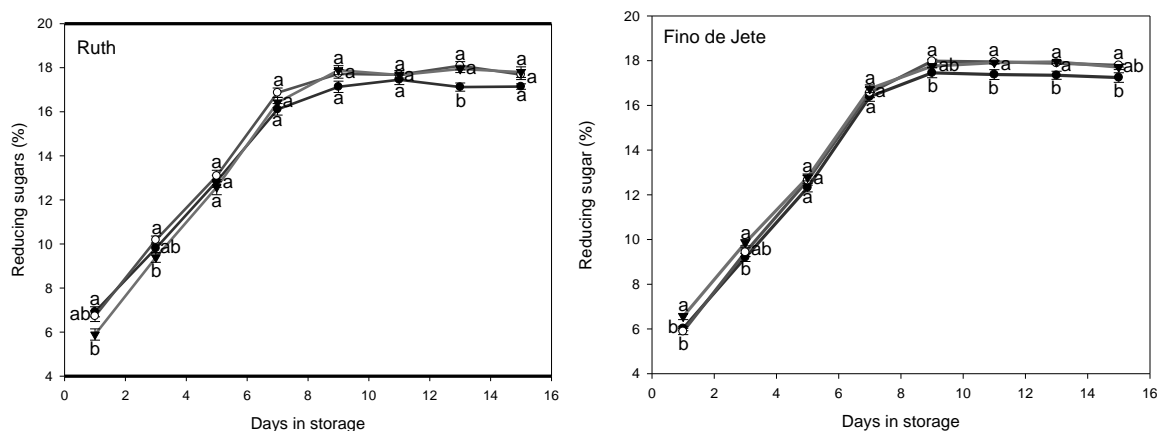 Ruth
Reducing sugars (%)
20
18
16
14
12
10
8
6
4
a
ab
b
a
ab
b
a
a
a
a
a
a
a
a
a
a
a
a
a
a
b
a
a
a
0 2 4 6 8 10 12 14 16
Days in storage
Fino de Jete
Reducing sugar (%)
20
18
16
14
12
10
8
6
4
a
b
b
a
ab
b
a
a
a
a
a
a
a
ab
b
a
a
b
a
a
b
a
ab
b
0 2 4 6 8 10 12 14 16
Days in storage